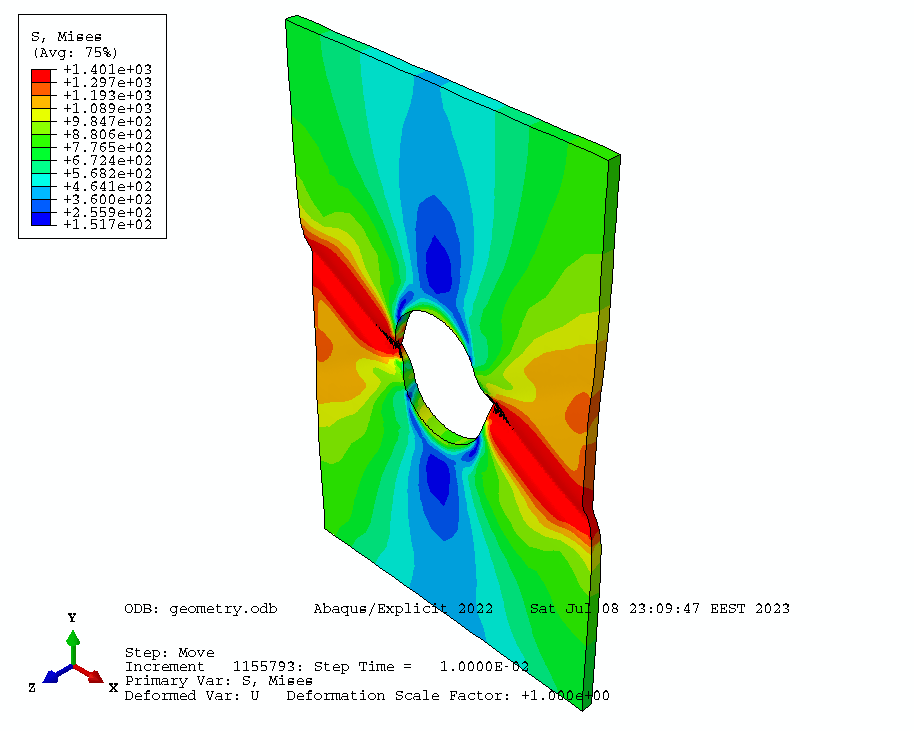 S, Mises
(Avg: 75%)
+1.401e+03
+1.297e+03
+1.193e+03
+1.089e+03
+9.847e+02
+8.806e+02
+7.765e+02
+6.724e+02
+5.682e+02
+4.641e+02
+3.600e+02
+2.559e+02
+1.517e+02
ODB: geometry.odb    Abaqus/Explicit 2022    Sat Jul 08 23:09:47 EEST 2023
Y
Z
X
Step: Move
Increment   1155793: Step Time =   1.0000E-02
Primary Var: S, Mises
Deformed Var: U   Deformation Scale Factor: +1.000e+00